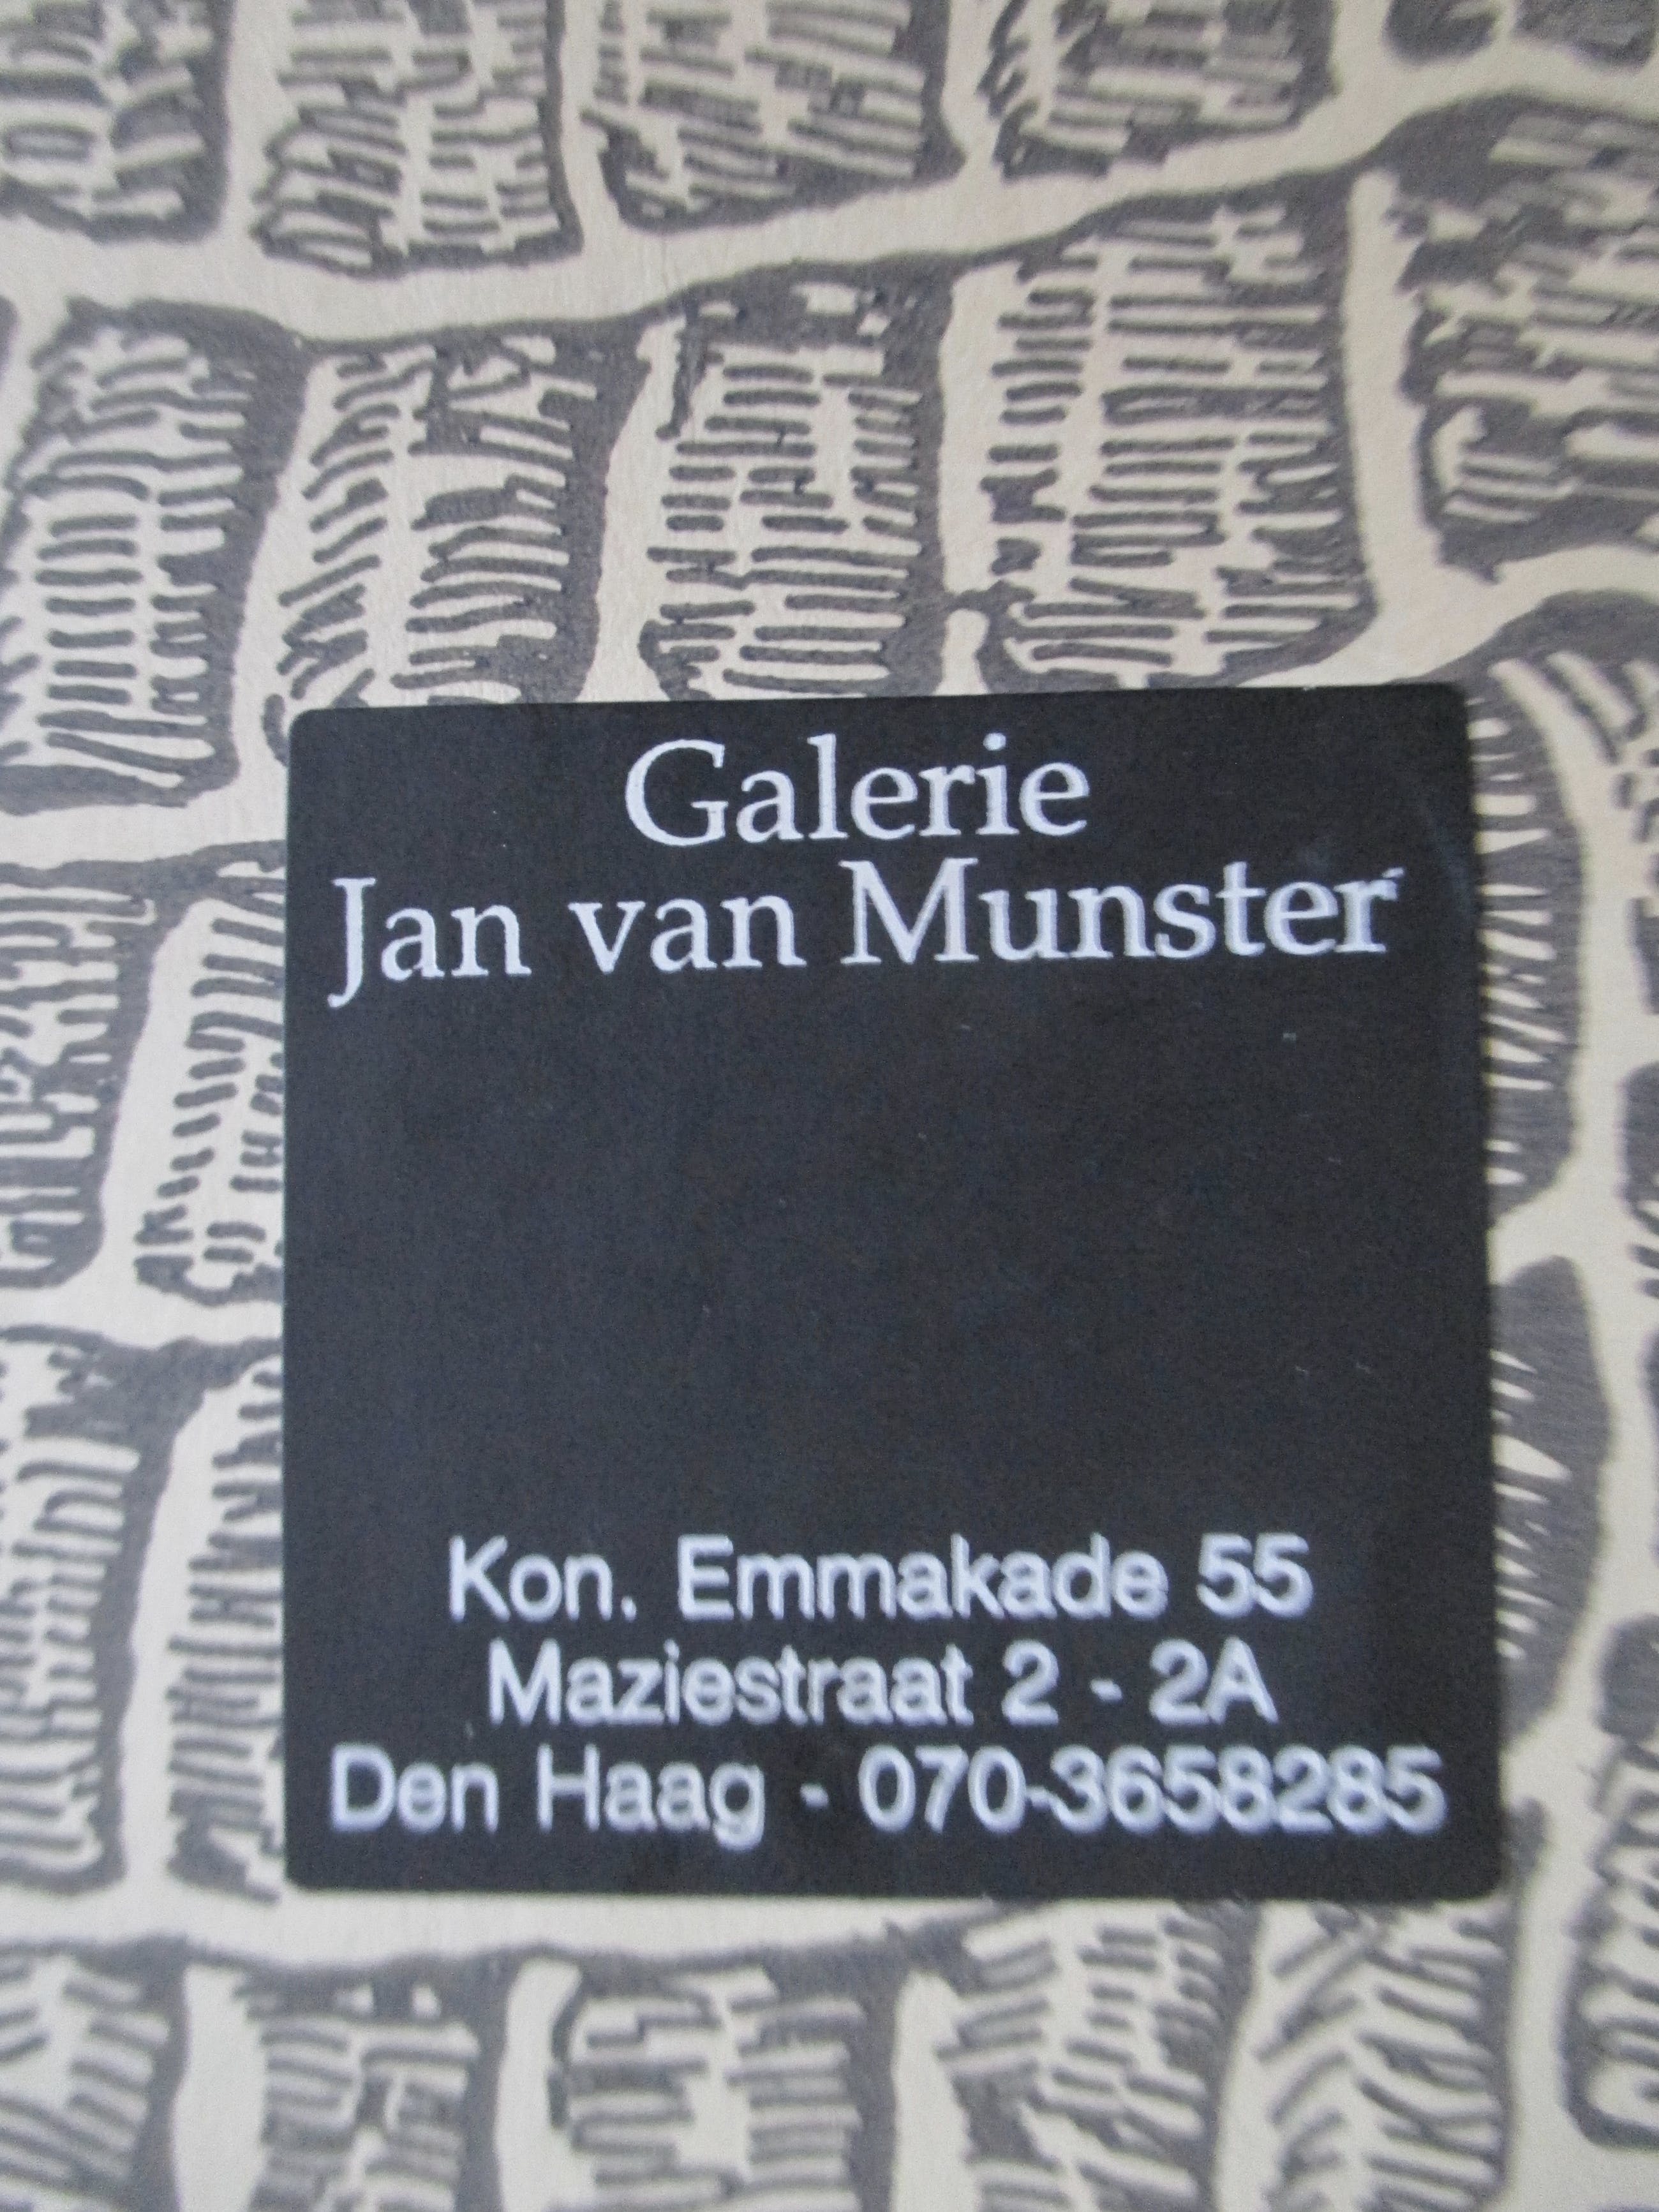 Galerie
Jan van Munster
Kon. Emmakade 55
Maziestraat 2 - 2A
Den Haag - 070-3658285